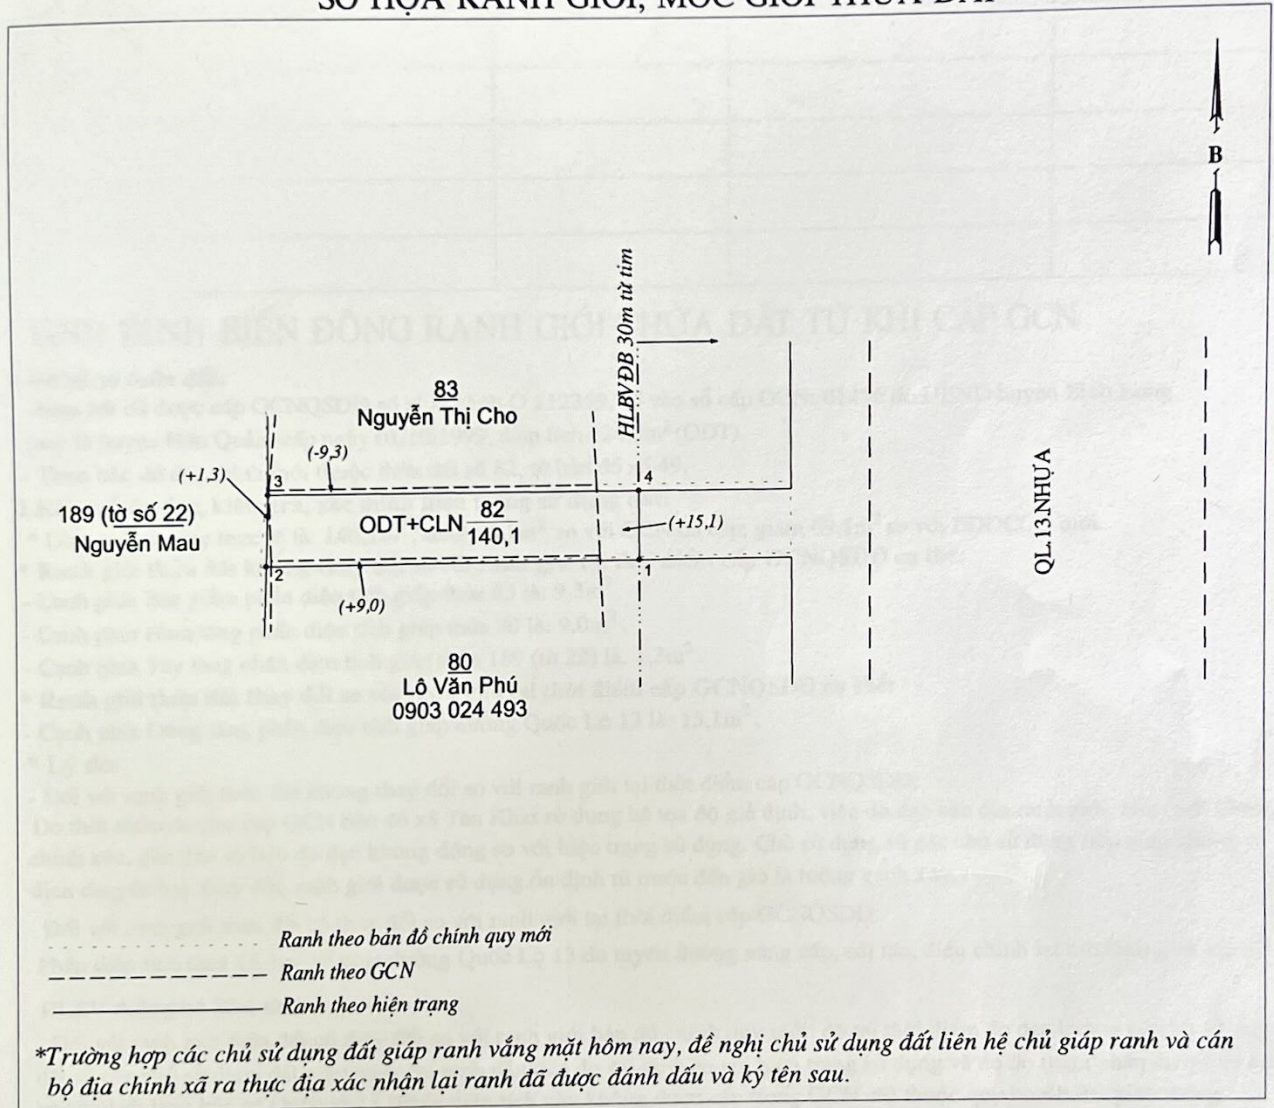 SƠ HỌA RANH GIỚI, MỐC GIỚI THỬA ĐẤT
B
HLBVĐB 30m từ tim
83
Nguyễn Thị Cho
(-9,3)
(+1,3)
3
4
189 (tờ số 22)
Nguyễn Mau
ODT+CLN 82
140,1
(+15,1)
QL.13 NHỰA
2
1
(+9,0)
80
Lô Văn Phú
0903 024 493
Ranh theo bản đồ chính quy mới
Ranh theo GCN
Ranh theo hiện trạng
*Trường hợp các chủ sử dụng đất giáp ranh vắng mặt hôm nay, đề nghị chủ sử dụng đất liên hệ chủ giáp ranh và cán
bộ địa chính xã ra thực địa xác nhận lại ranh đã được đánh dấu và ký tên sau.